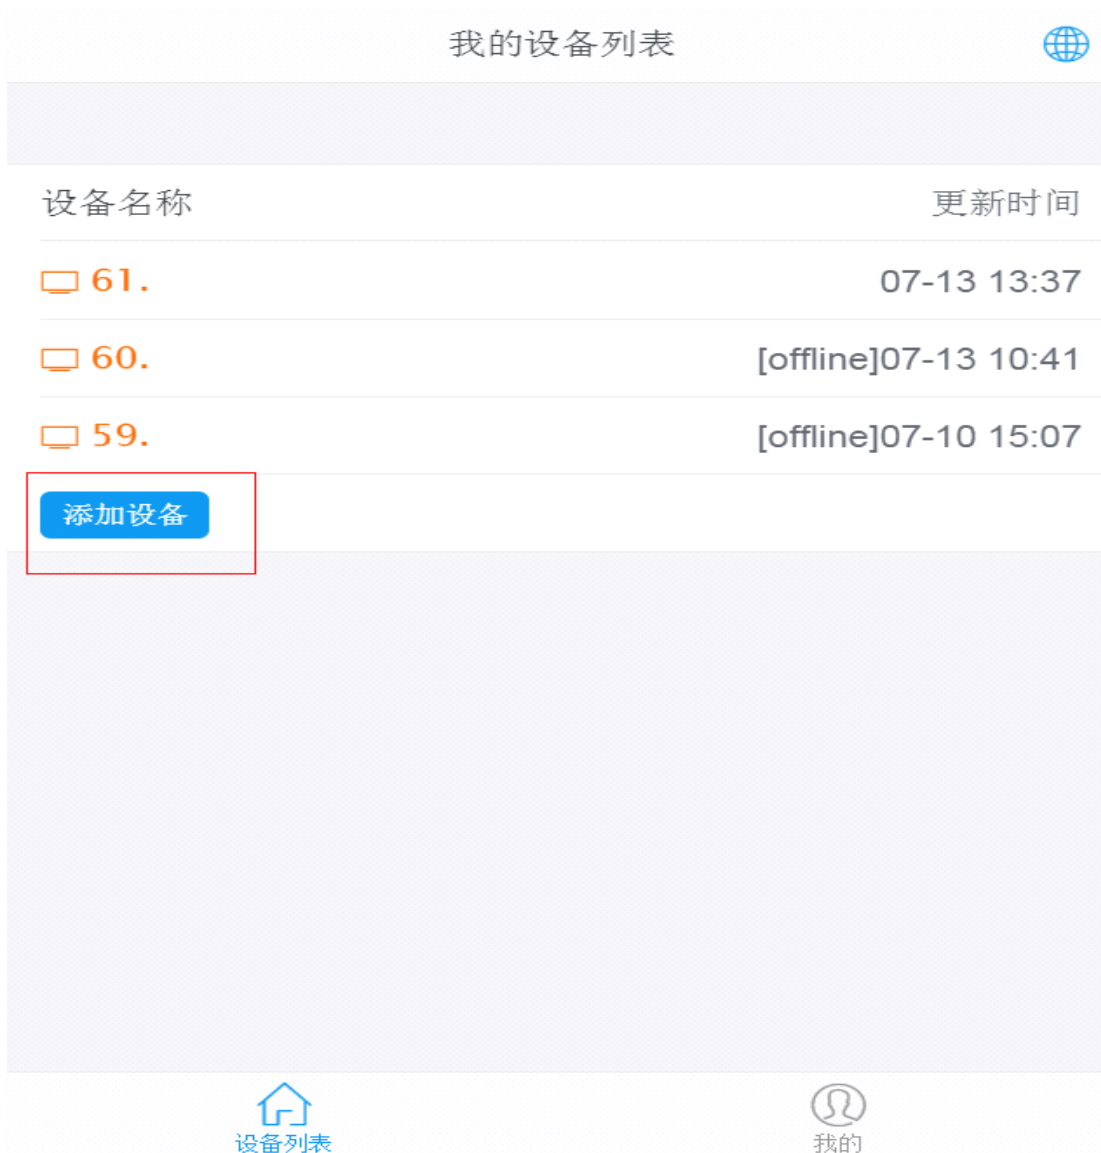 我的设备列表
设备名称 更新时间
61. 07-13 13:37
60. [offline]07-13 10:41
59. [offline]07-10 15:07
添加设备
设备列表 我的